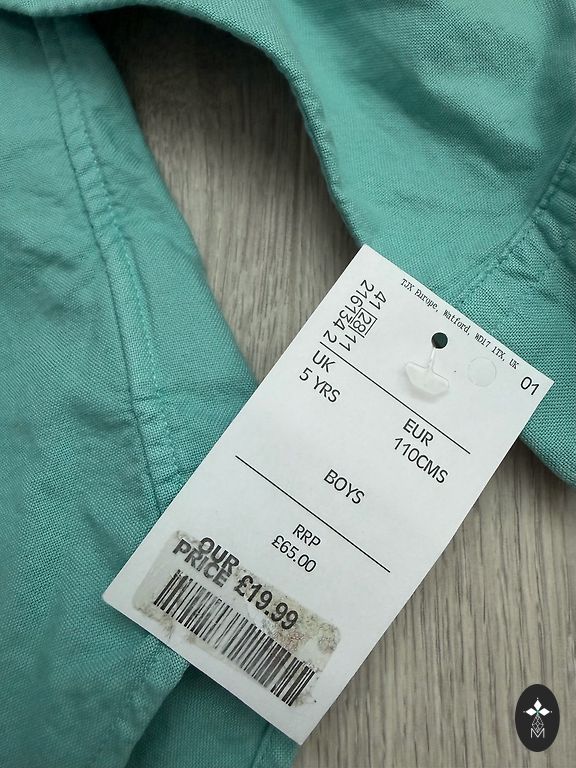 TJX Europe, Watford, WD17 1TX, UK
01
41 28 11
216134 2
UK
5 YRS
EUR
110CMS
BOYS
RRP
£65.00
OUR
PRICE £19.99
M